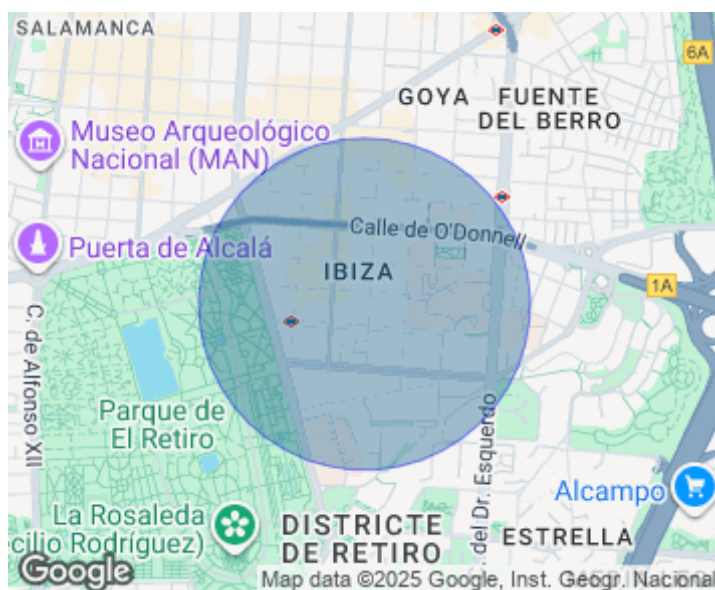 SALAMANCA
6A
GOYA
FUENTE
DEL BERRO
Museo Arqueológico
Nacional (MAN)
Calle de O'Donnell
Puerta de Alcalá
IBIZA
1A
C. de Alfonso XII
Parque de
El Retiro
. del Dr. Esquerdo
Alcampo
La Rosaleda
ecilio Rodríguez)
DISTRICTE
DE RETIRO
ESTRELLA
Google
Map data ©2025 Google, Inst. Geogr. Nacional